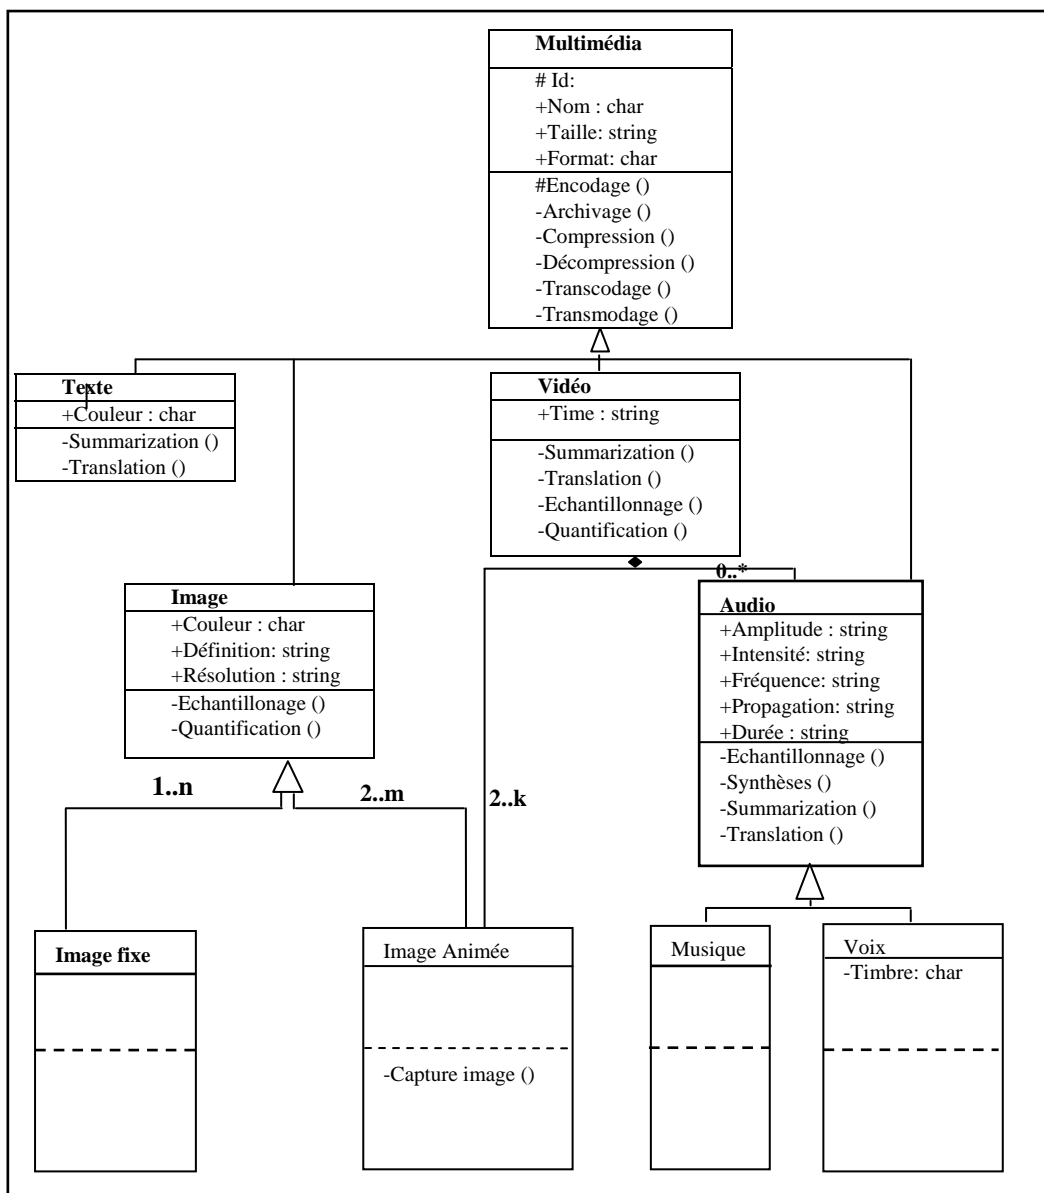 Multimédia
# Id:
+Nom : char
+Taille: string
+Format: char
#Encodage ()
-Archivage ()
-Compression ()
-Décompression ()
-Transcodage ()
-Transmodage ()
Texte
+Couleur : char
-Summarization ()
-Translation ()
Vidéo
+Time : string
-Summarization ()
-Translation ()
-Echantillonnage ()
-Quantification ()
Image
+Couleur : char
+Définition: string
+Résolution : string
-Echantillonage ()
-Quantification ()
0..*
Audio
+Amplitude : string
+Intensité: string
+Fréquence: string
+Propagation: string
+Durée : string
-Echantillonnage ()
-Synthèses ()
-Summarization ()
-Translation ()
1..n
2..m
2..k
Image fixe
Image Animée
-Capture image ()
Musique
Voix
-Timbre: char